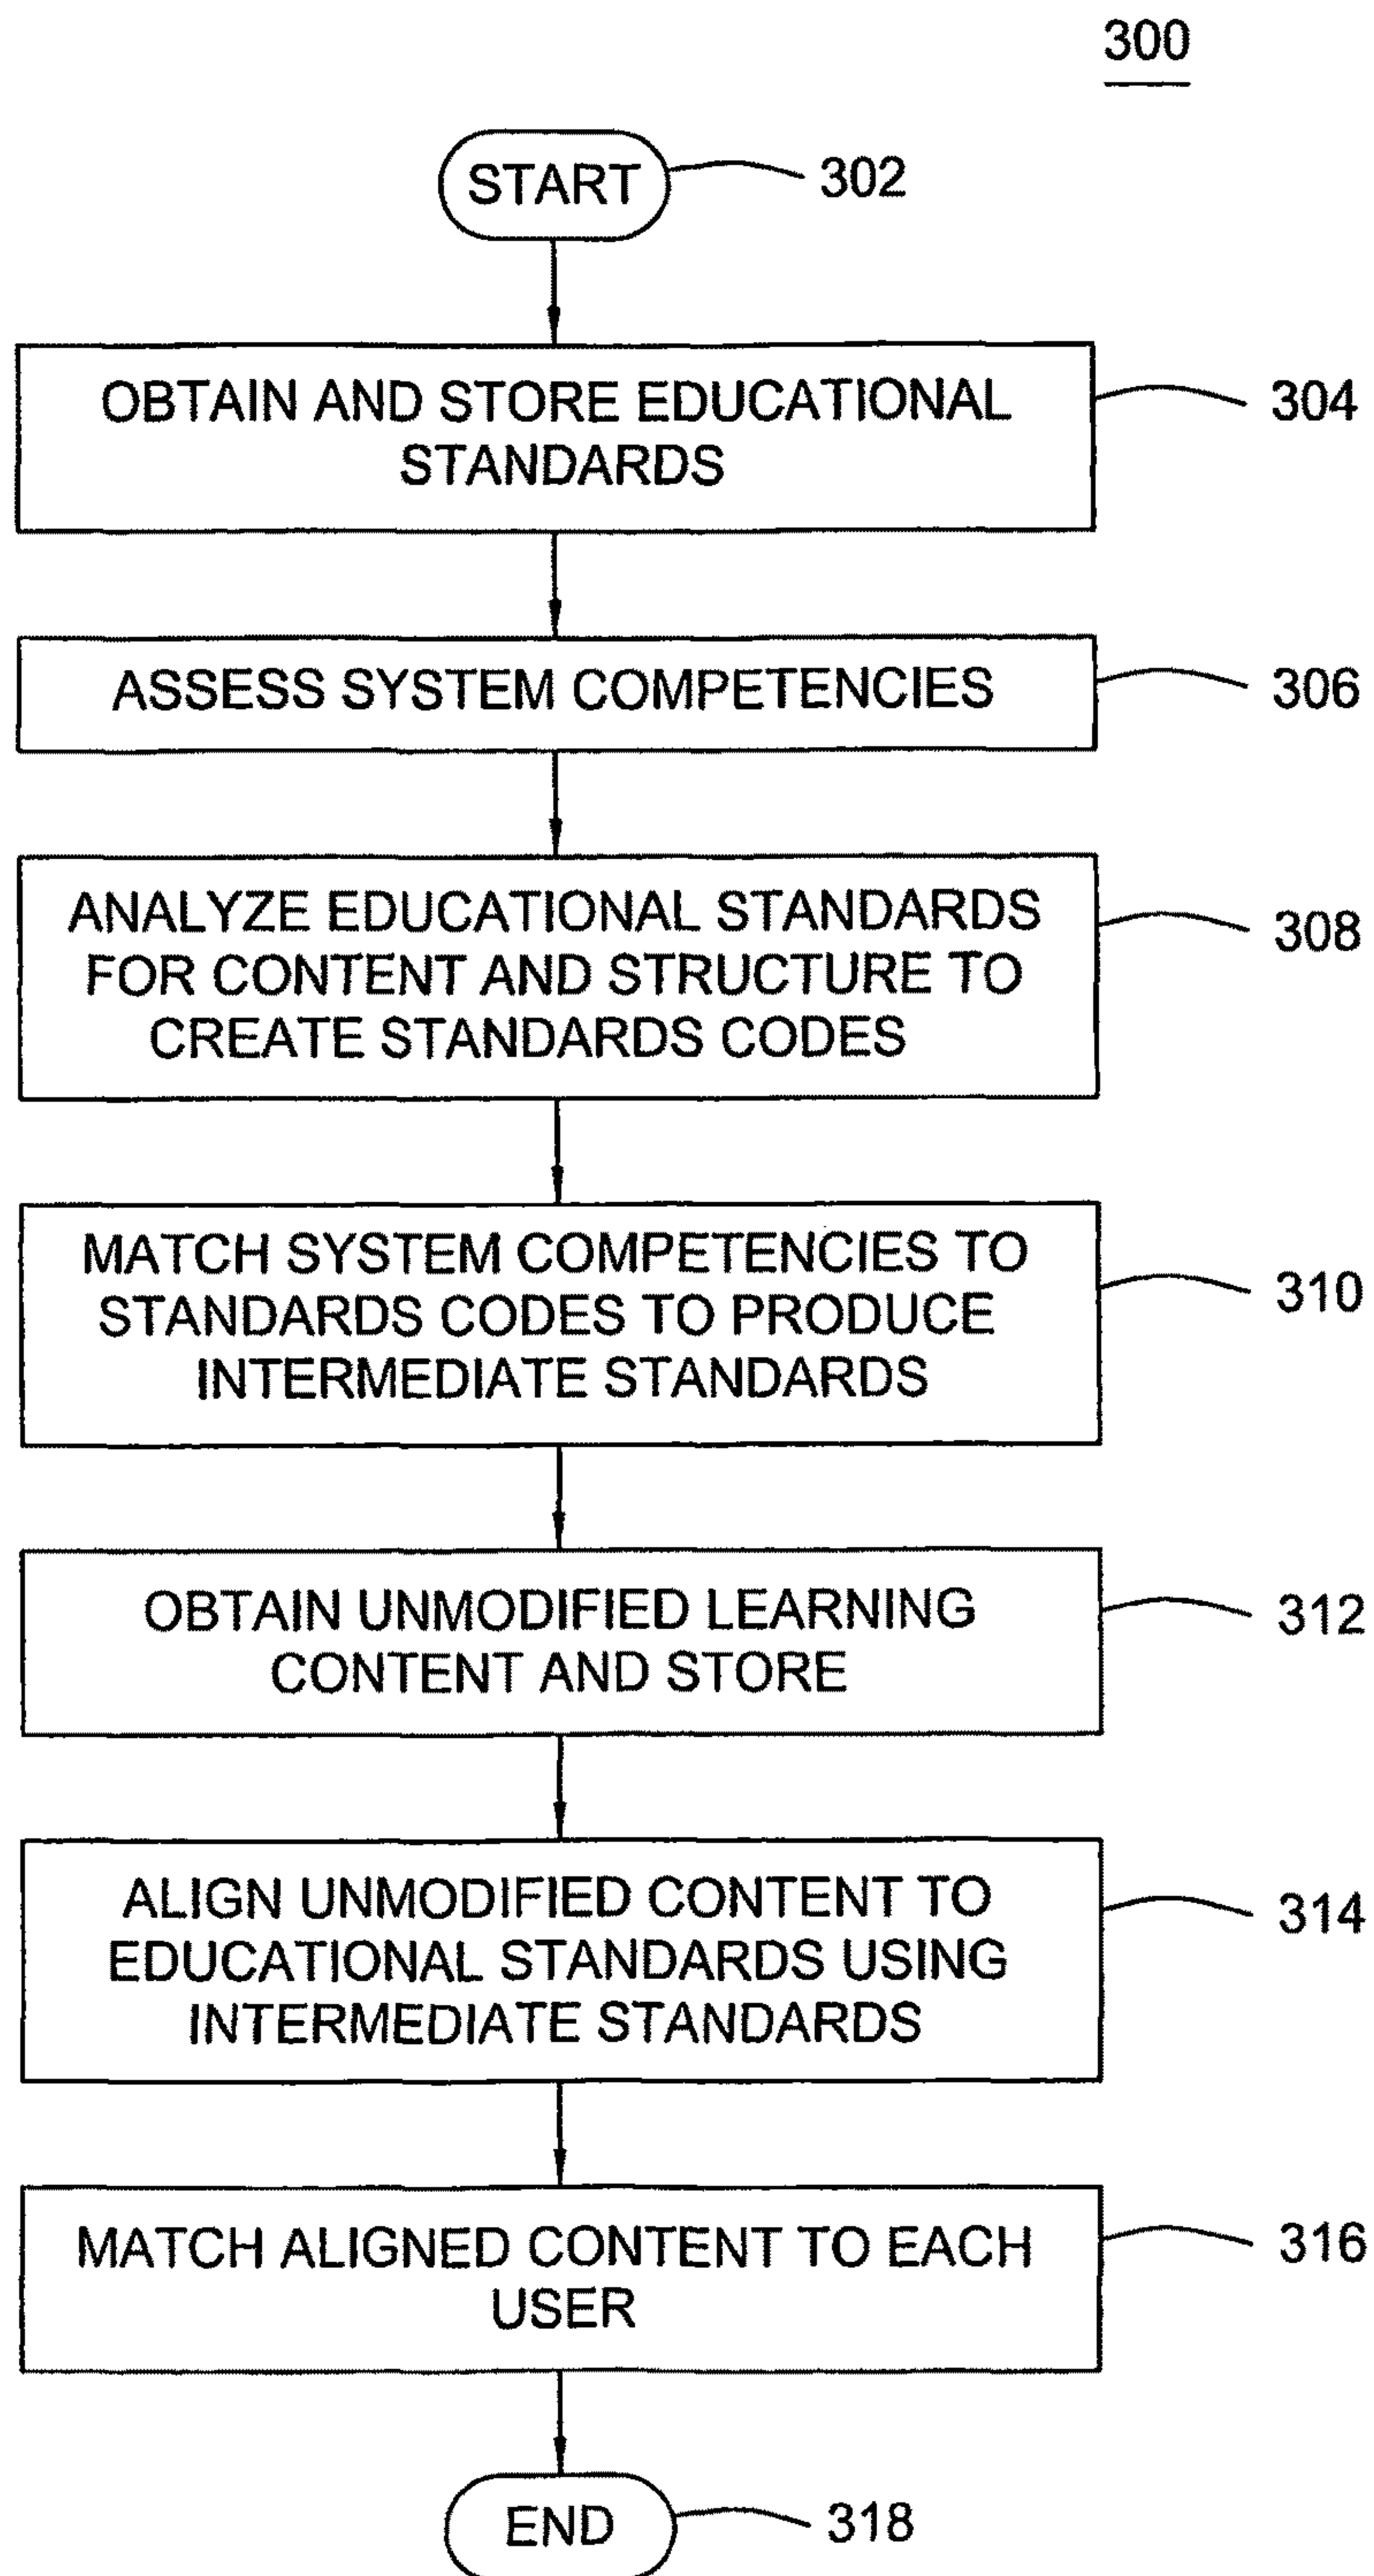 300
START
302
OBTAIN AND STORE EDUCATIONAL
STANDARDS
304
ASSESS SYSTEM COMPETENCIES
306
ANALYZE EDUCATIONAL STANDARDS
FOR CONTENT AND STRUCTURE TO
CREATE STANDARDS CODES
308
MATCH SYSTEM COMPETENCIES TO
STANDARDS CODES TO PRODUCE
INTERMEDIATE STANDARDS
310
OBTAIN UNMODIFIED LEARNING
CONTENT AND STORE
312
ALIGN UNMODIFIED CONTENT TO
EDUCATIONAL STANDARDS USING
INTERMEDIATE STANDARDS
314
MATCH ALIGNED CONTENT TO EACH
USER
316
END
318